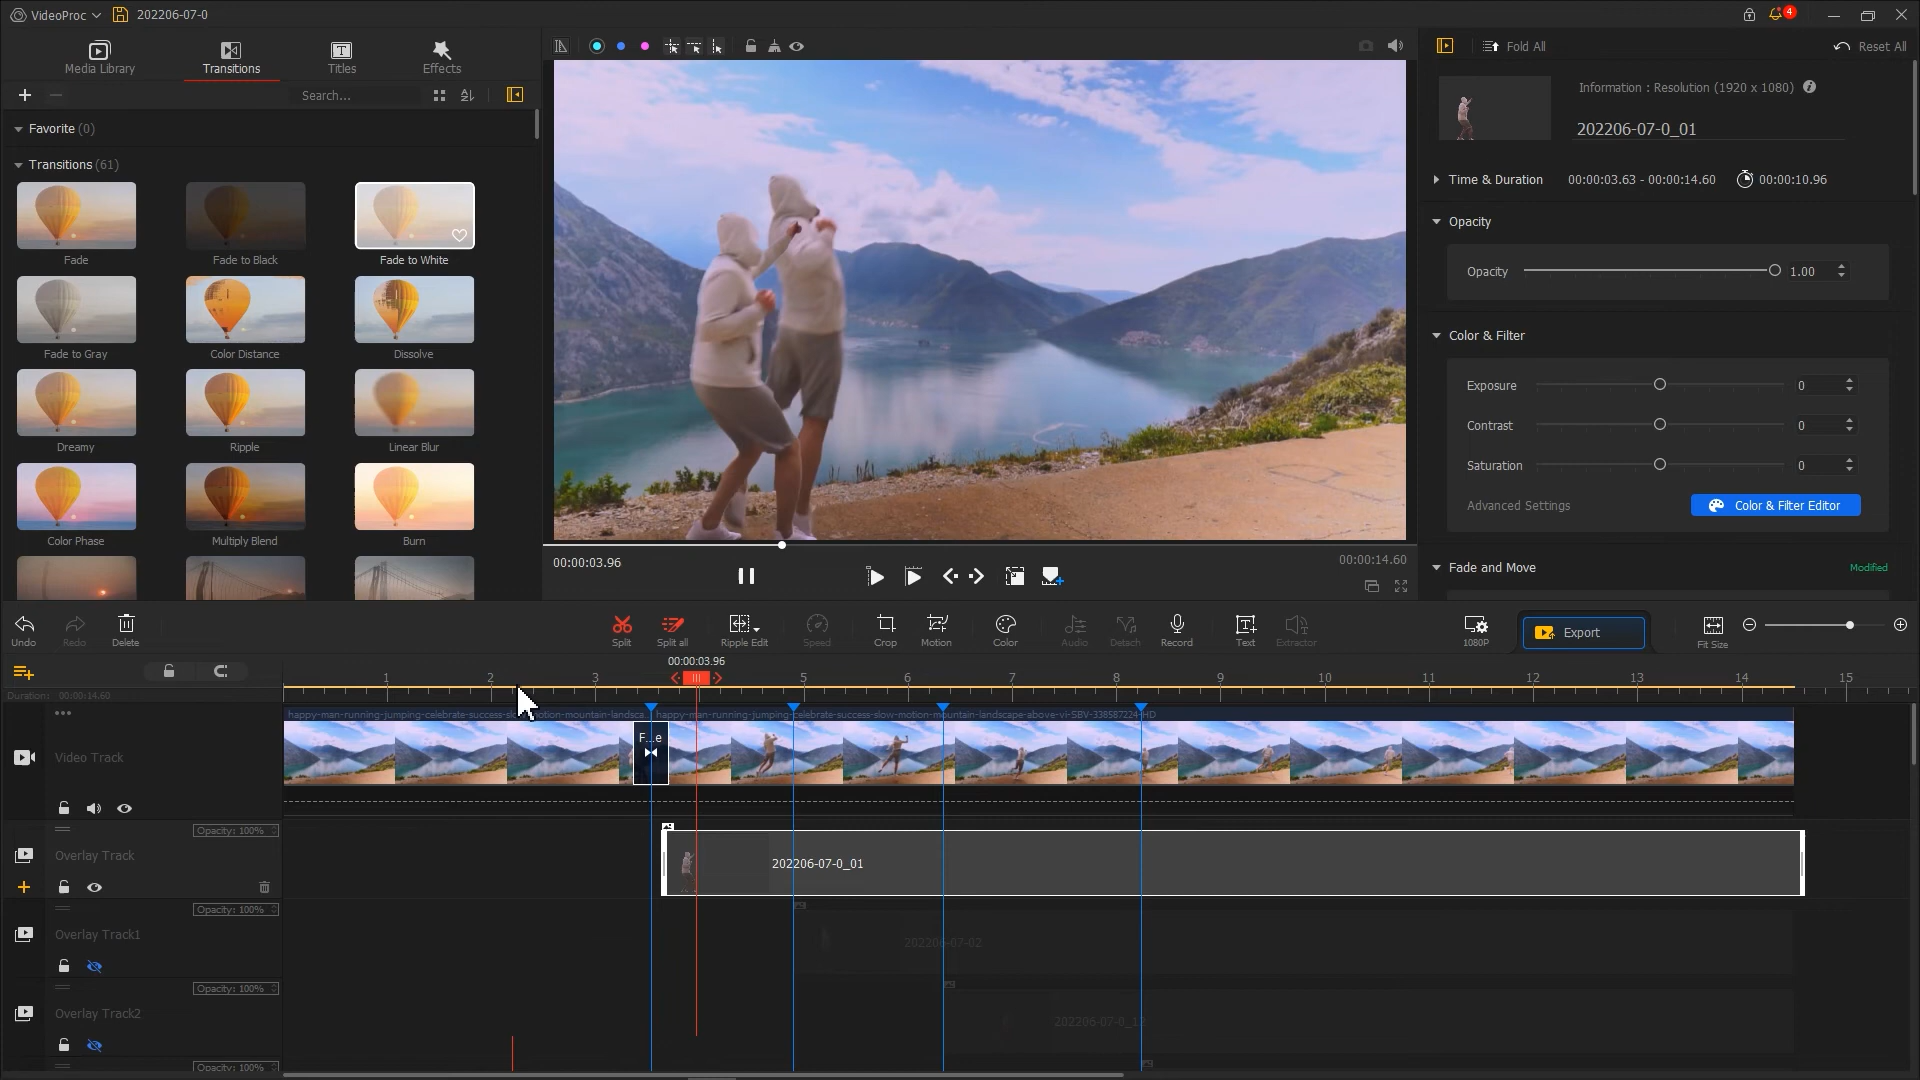 VideoProc
202206-07-0
4
Media Library
Transitions
Titles
Effects
Fold All
Reset All
Search...
Information : Resolution (1920 x 1080)
202206-07-0_01
Favorite (0)
Transitions (61)
Time & Duration 00:00:03.63 - 00:00:14.60 00:00:10.96
Opacity
Opacity 1.00
Fade
Fade to Black
Fade to White
Color & Filter
Fade to Gray
Color Distance
Dissolve
Exposure 0
Contrast 0
Saturation 0
Dreamy
Ripple
Linear Blur
Advanced Settings
Color & Filter Editor
Color Phase
Multiply Blend
Burn
00:00:03.96
00:00:14.60
Fade and Move
Modified
Undo
Redo
Delete
Split
Split all
Ripple Edit
Speed
Crop
Motion
Color
Audio
Detach
Record
Text
Extractor
1080P
Export
Fit Size
00:00:03.96
1 2 3 5 6 7 8 9 10 11 12 13 14 15
Duration: 00:00:14.60
happy-man-running-jumping-celebrate-success-slow-motion-mountain-landsca...
happy-man-running-jumping-celebrate-success-slow-motion-mountain-landscape-above-vi-SBV-338587224-HD
F...e
Video Track
Opacity: 100%
Overlay Track
202206-07-0_01
Opacity: 100%
Overlay Track1
202206-07-02
Opacity: 100%
Overlay Track2
Opacity: 100%